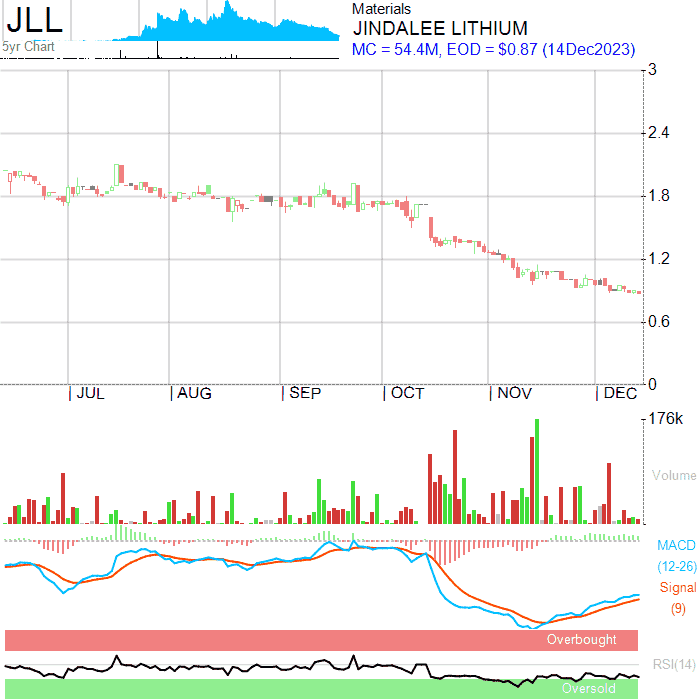 JLL
5yr Chart
Materials
JINDALEE LITHIUM
MC = 54.4M, EOD = $0.87 (14Dec2023)
3
2.4
1.8
1.2
0.6
0
JUL AUG SEP OCT NOV DEC
176k
Volume
MACD
(12-26)
Signal
(9)
Overbought
RSI(14)
Oversold